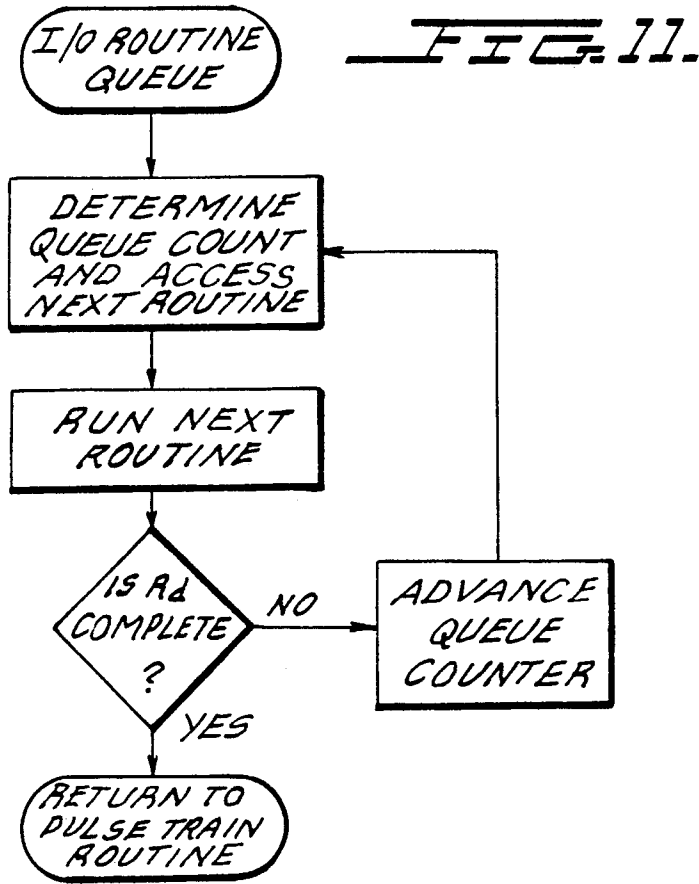 I/O ROUTINE
QUEUE
FIG. 11.
DETERMINE
QUEUE COUNT
AND ACCESS
NEXT ROUTINE
RUN NEXT
ROUTINE
IS Rd
COMPLETE
?
NO
ADVANCE
QUEUE
COUNTER
YES
RETURN TO
PULSE TRAIN
ROUTINE